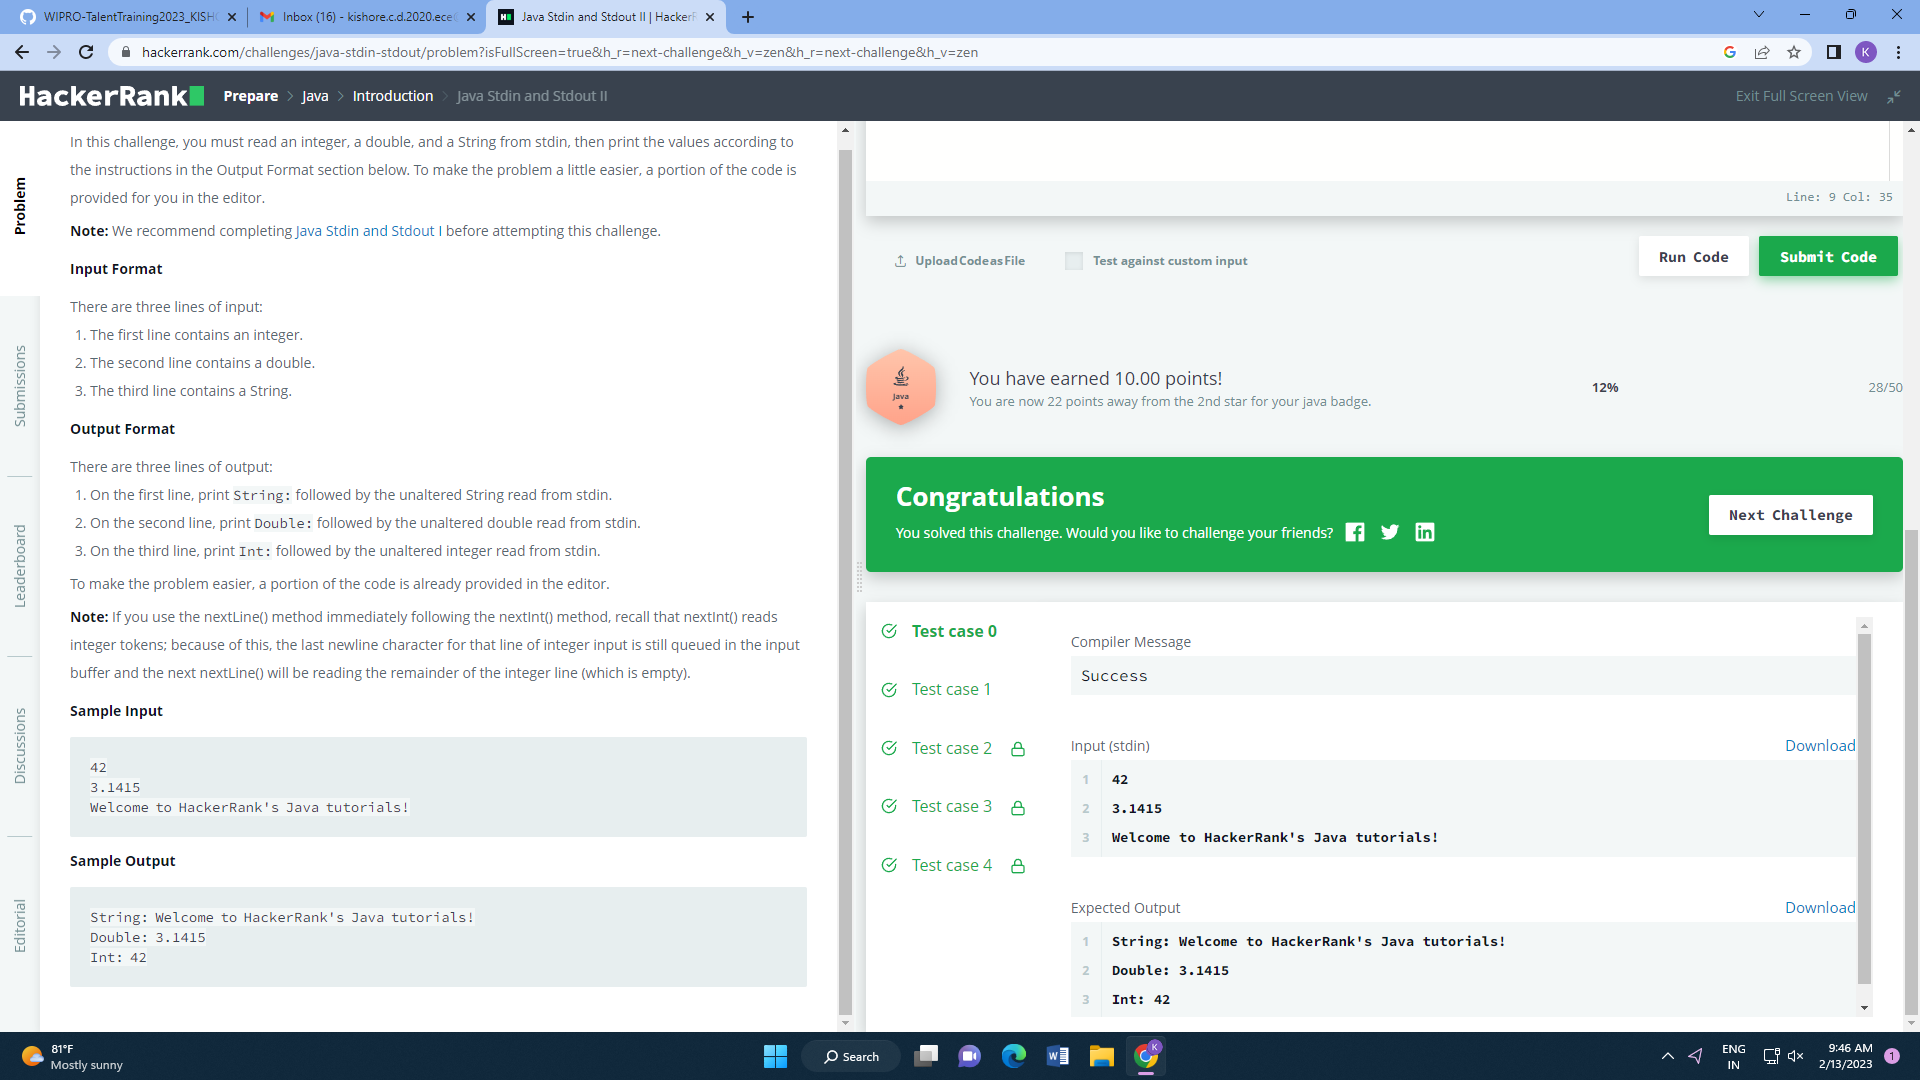 WIPRO-TalentTraining2023_KISHO
Inbox (16) - kishore.c.d.2020.ece@
Java Stdin and Stdout II | HackerR
hackerrank.com/challenges/java-stdin-stdout/problem?isFullScreen=true&h_r=next-challenge&h_v=zen&h_r=next-challenge&h_v=zen
K
HackerRank
Prepare > Java > Introduction > Java Stdin and Stdout II
Exit Full Screen View
Problem
Submissions
Leaderboard
Discussions
Editorial
In this challenge, you must read an integer, a double, and a String from stdin, then print the values according to
the instructions in the Output Format section below. To make the problem a little easier, a portion of the code is
provided for you in the editor.
Note: We recommend completing Java Stdin and Stdout I before attempting this challenge.
Input Format
There are three lines of input:
1. The first line contains an integer.
2. The second line contains a double.
3. The third line contains a String.
Output Format
There are three lines of output:
1. On the first line, print String: followed by the unaltered String read from stdin.
2. On the second line, print Double: followed by the unaltered double read from stdin.
3. On the third line, print Int: followed by the unaltered integer read from stdin.
To make the problem easier, a portion of the code is already provided in the editor.
Note: If you use the nextLine() method immediately following the nextInt() method, recall that nextInt() reads
integer tokens; because of this, the last newline character for that line of integer input is still queued in the input
buffer and the next nextLine() will be reading the remainder of the integer line (which is empty).
Sample Input
42
3.1415
Welcome to HackerRank's Java tutorials!
Sample Output
String: Welcome to HackerRank's Java tutorials!
Double: 3.1415
Int: 42
Line: 9 Col: 35
Upload Code as File
Test against custom input
Run Code
Submit Code
Java
You have earned 10.00 points!
You are now 22 points away from the 2nd star for your java badge.
12%
28/50
Congratulations
You solved this challenge. Would you like to challenge your friends?
Next Challenge
Test case 0
Test case 1
Test case 2
Test case 3
Test case 4
Compiler Message
Success
Input (stdin)
Download
1 42
2 3.1415
3 Welcome to HackerRank's Java tutorials!
Expected Output
Download
1 String: Welcome to HackerRank's Java tutorials!
2 Double: 3.1415
3 Int: 42
81°F
Mostly sunny
Search
K
ENG
IN
9:46 AM
2/13/2023
1